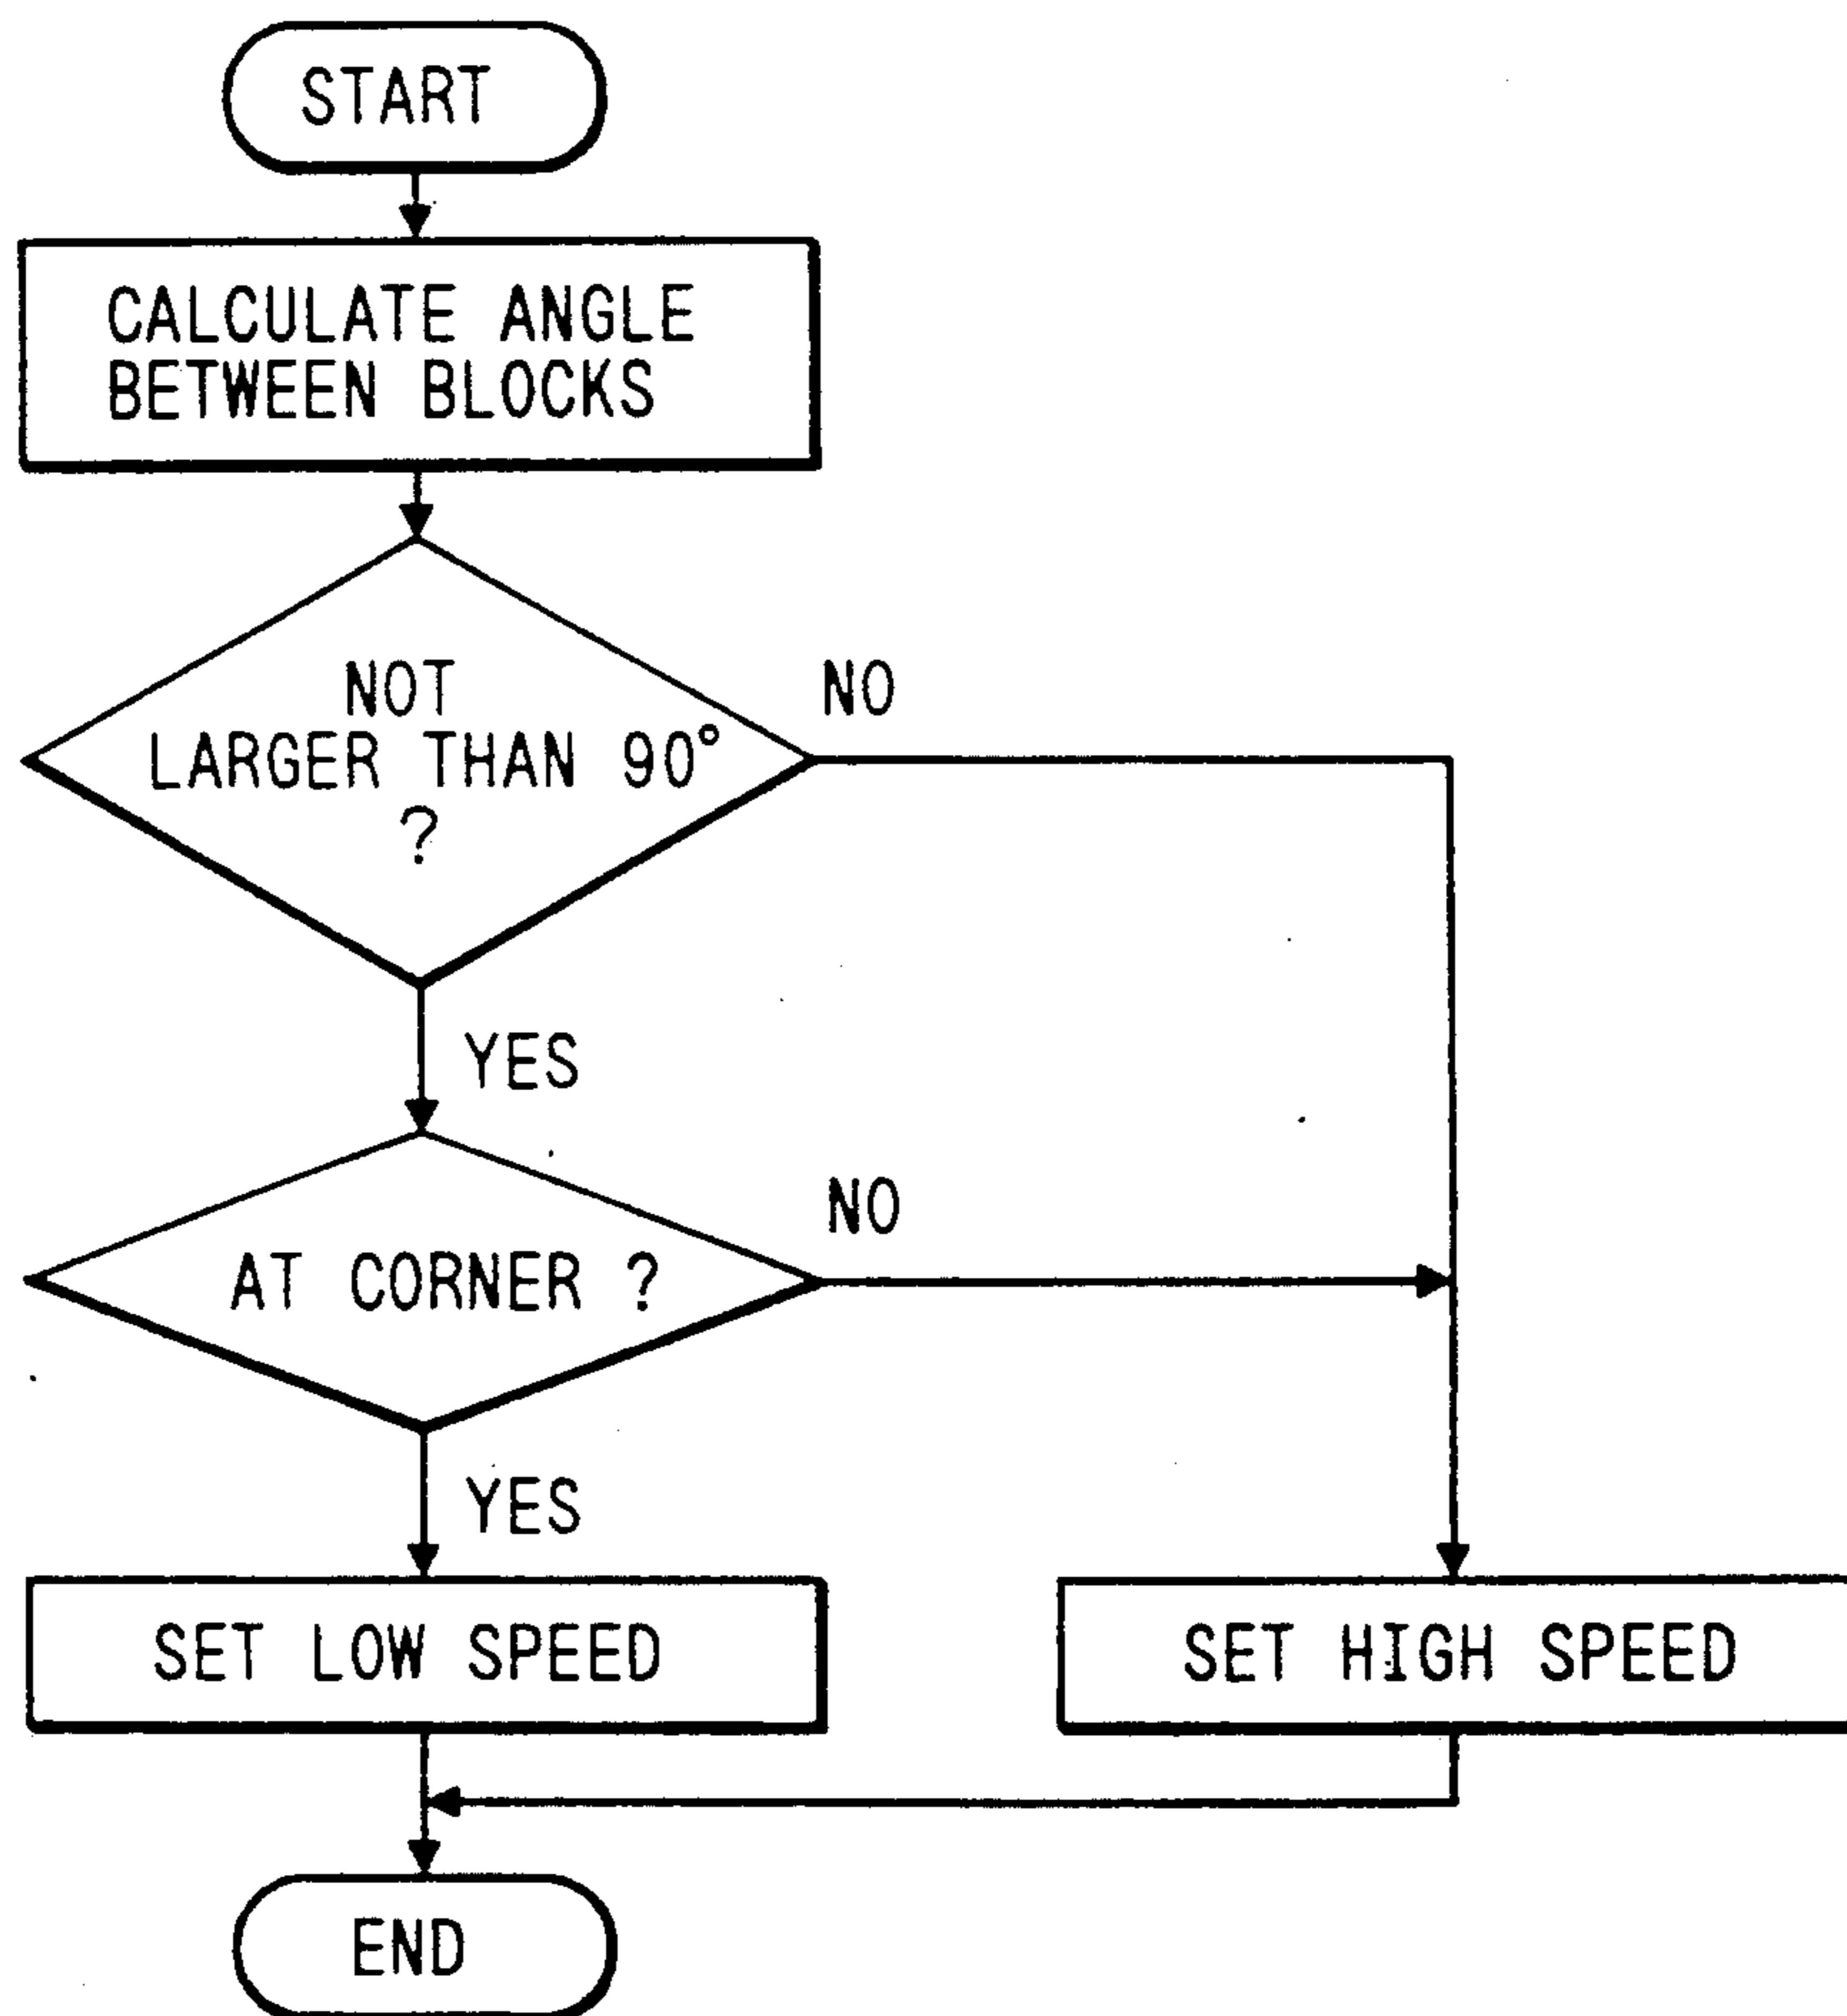 START
CALCULATE ANGLE
BETWEEN BLOCKS
NOT
LARGER THAN 90°
?
NO
YES
AT CORNER ?
NO
YES
SET LOW SPEED
SET HIGH SPEED
END